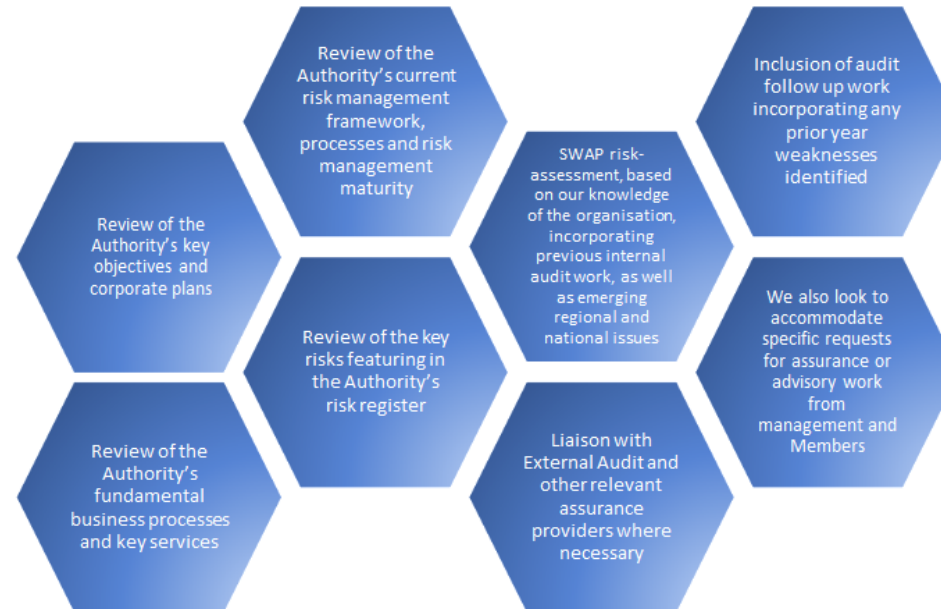 Review of the
Authority's current
risk management
framework,
processes and risk
management
maturity
Inclusion of audit
follow up work
incorporating any
prior year
weaknesses
identified
SWAP risk-
assessment, based
on our knowledge
of the organisation,
incorporating
previous internal
audit work, as well
as emerging
regional and
national issues
Review of the
Authority's key
objectives and
corporate plans
Review of the key
risks featuring in
the Authority's
risk register
We also look to
accommodate
specific requests
for assurance or
advisory work
from
management and
Members
Review of the
Authority's
fundamental
business processes
and key services
Liaison with
External Audit and
other relevant
assurance
providers where
necessary